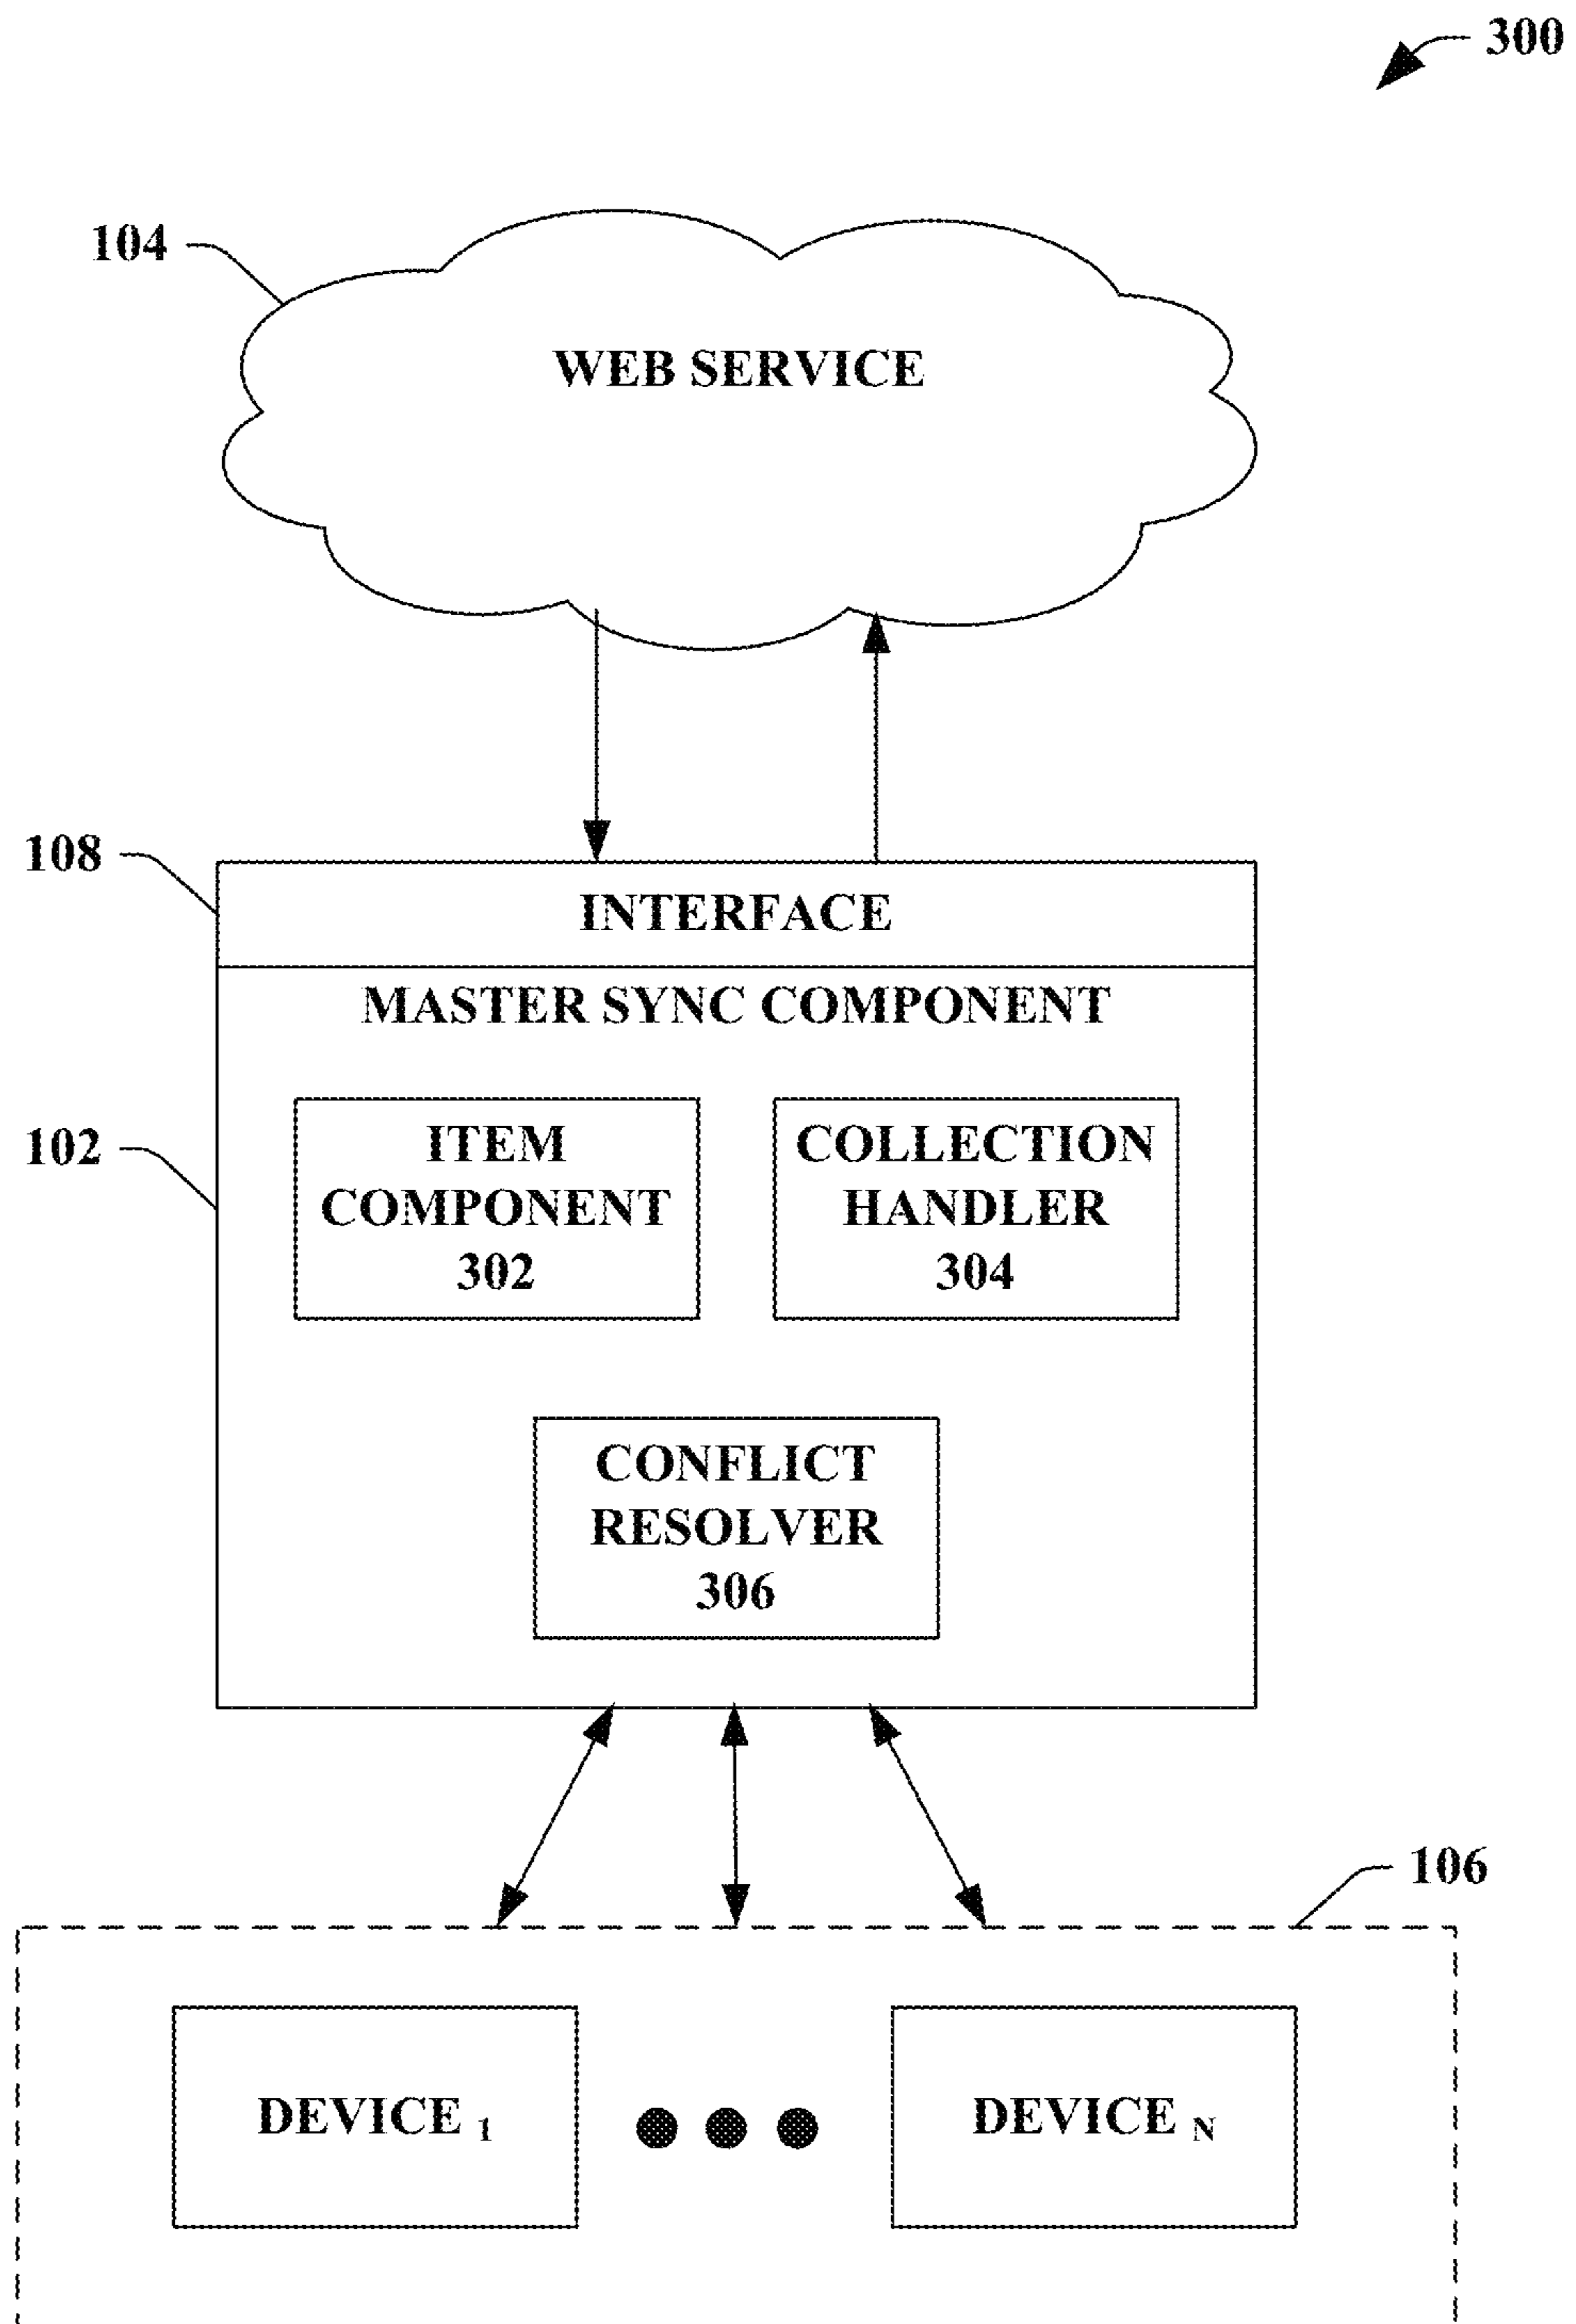 300
104
WEB SERVICE
108
INTERFACE
MASTER SYNC COMPONENT
102
ITEM
COMPONENT
302
COLLECTION
HANDLER
304
CONFLICT
RESOLVER
306
106
DEVICE 1
DEVICE N